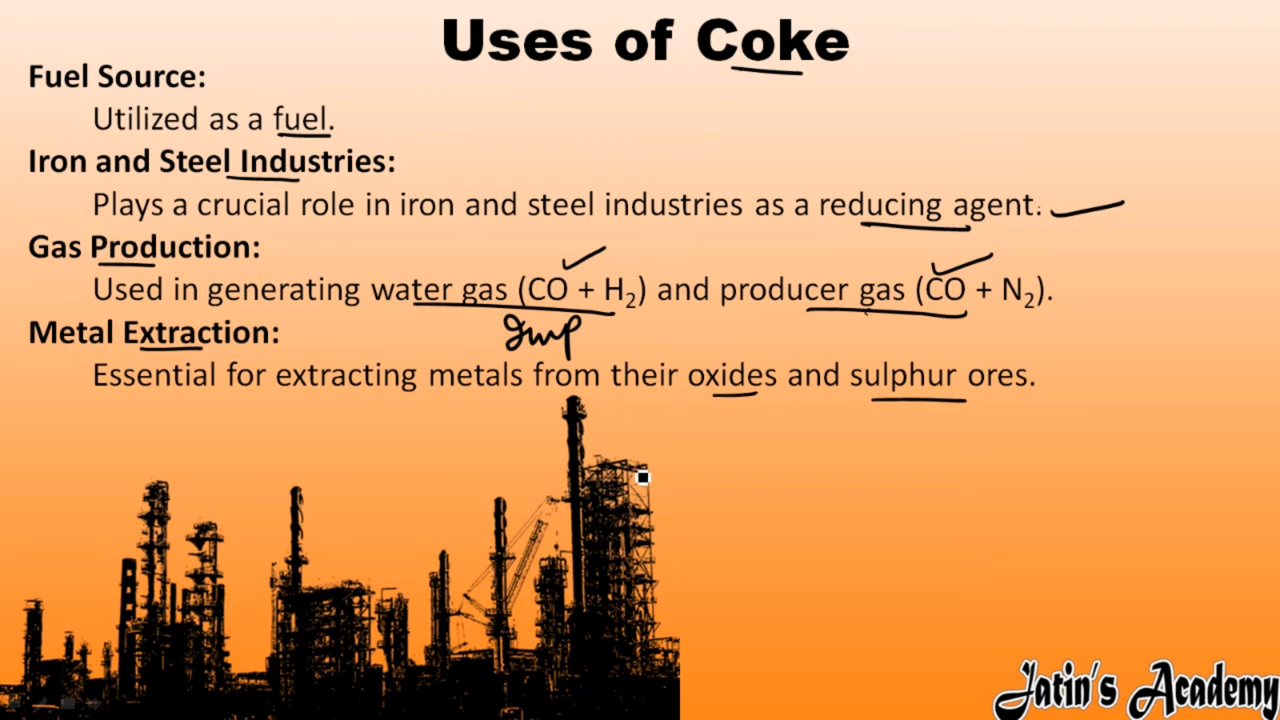 Uses of Coke
Fuel Source:
Utilized as a fuel.
Iron and Steel Industries:
Plays a crucial role in iron and steel industries as a reducing agent.
Gas Production:
Used in generating water gas (CO + H₂) and producer gas (CO + N₂).
Imp
Metal Extraction:
Essential for extracting metals from their oxides and sulphur ores.
Jatin's Academy